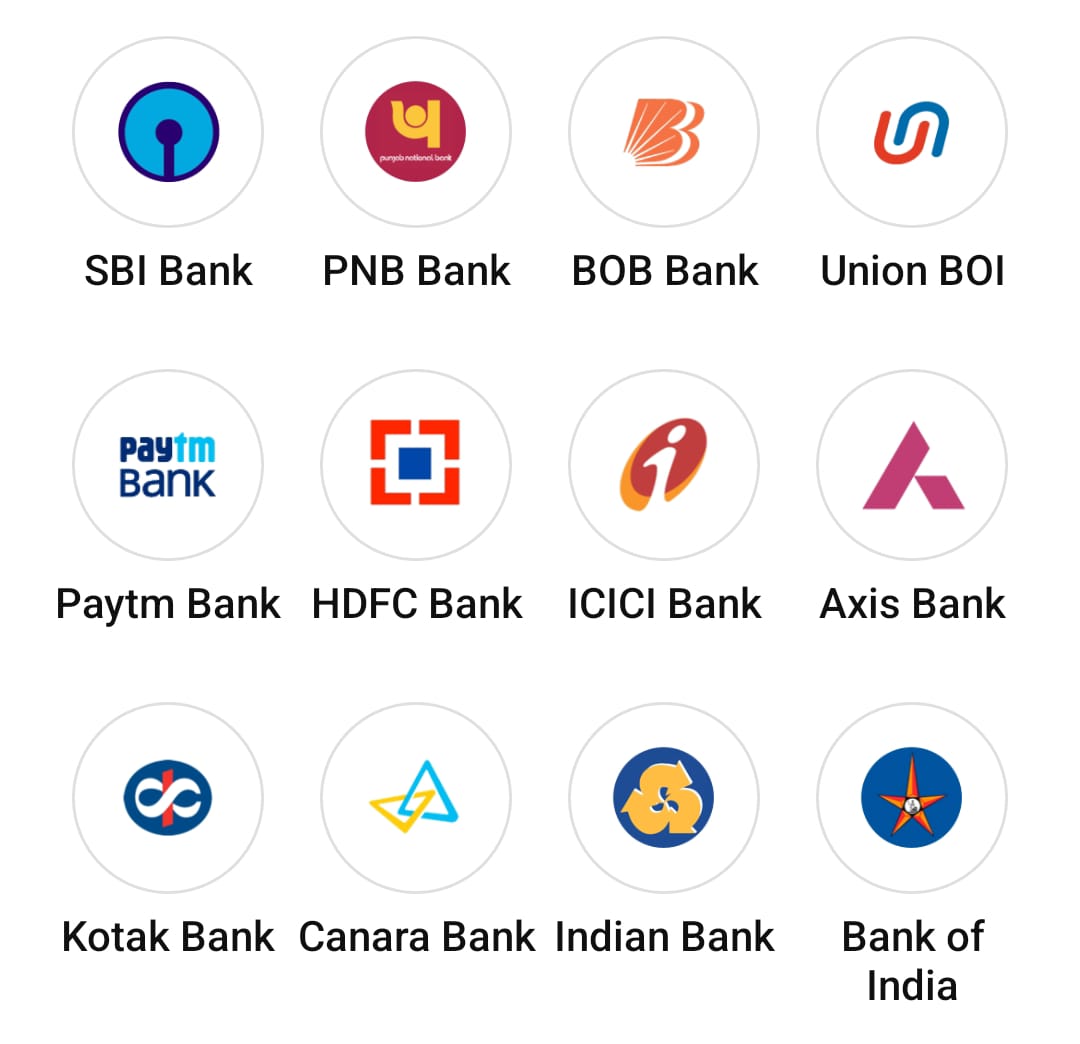 punjab national bank
SBI Bank
PNB Bank
BOB Bank
Union BOI
paytm
BANK
Paytm Bank
HDFC Bank
ICICI Bank
Axis Bank
Kotak Bank
Canara Bank
Indian Bank
Bank of
India